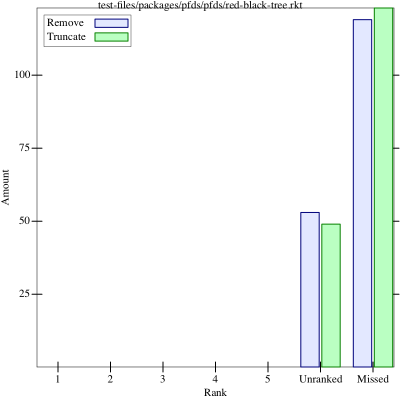 test-files/packages/pfds/pfds/red-black-tree.rkt
Remove
Truncate
100
75
50
25
Amount
1 2 3 4 5 Unranked Missed
Rank